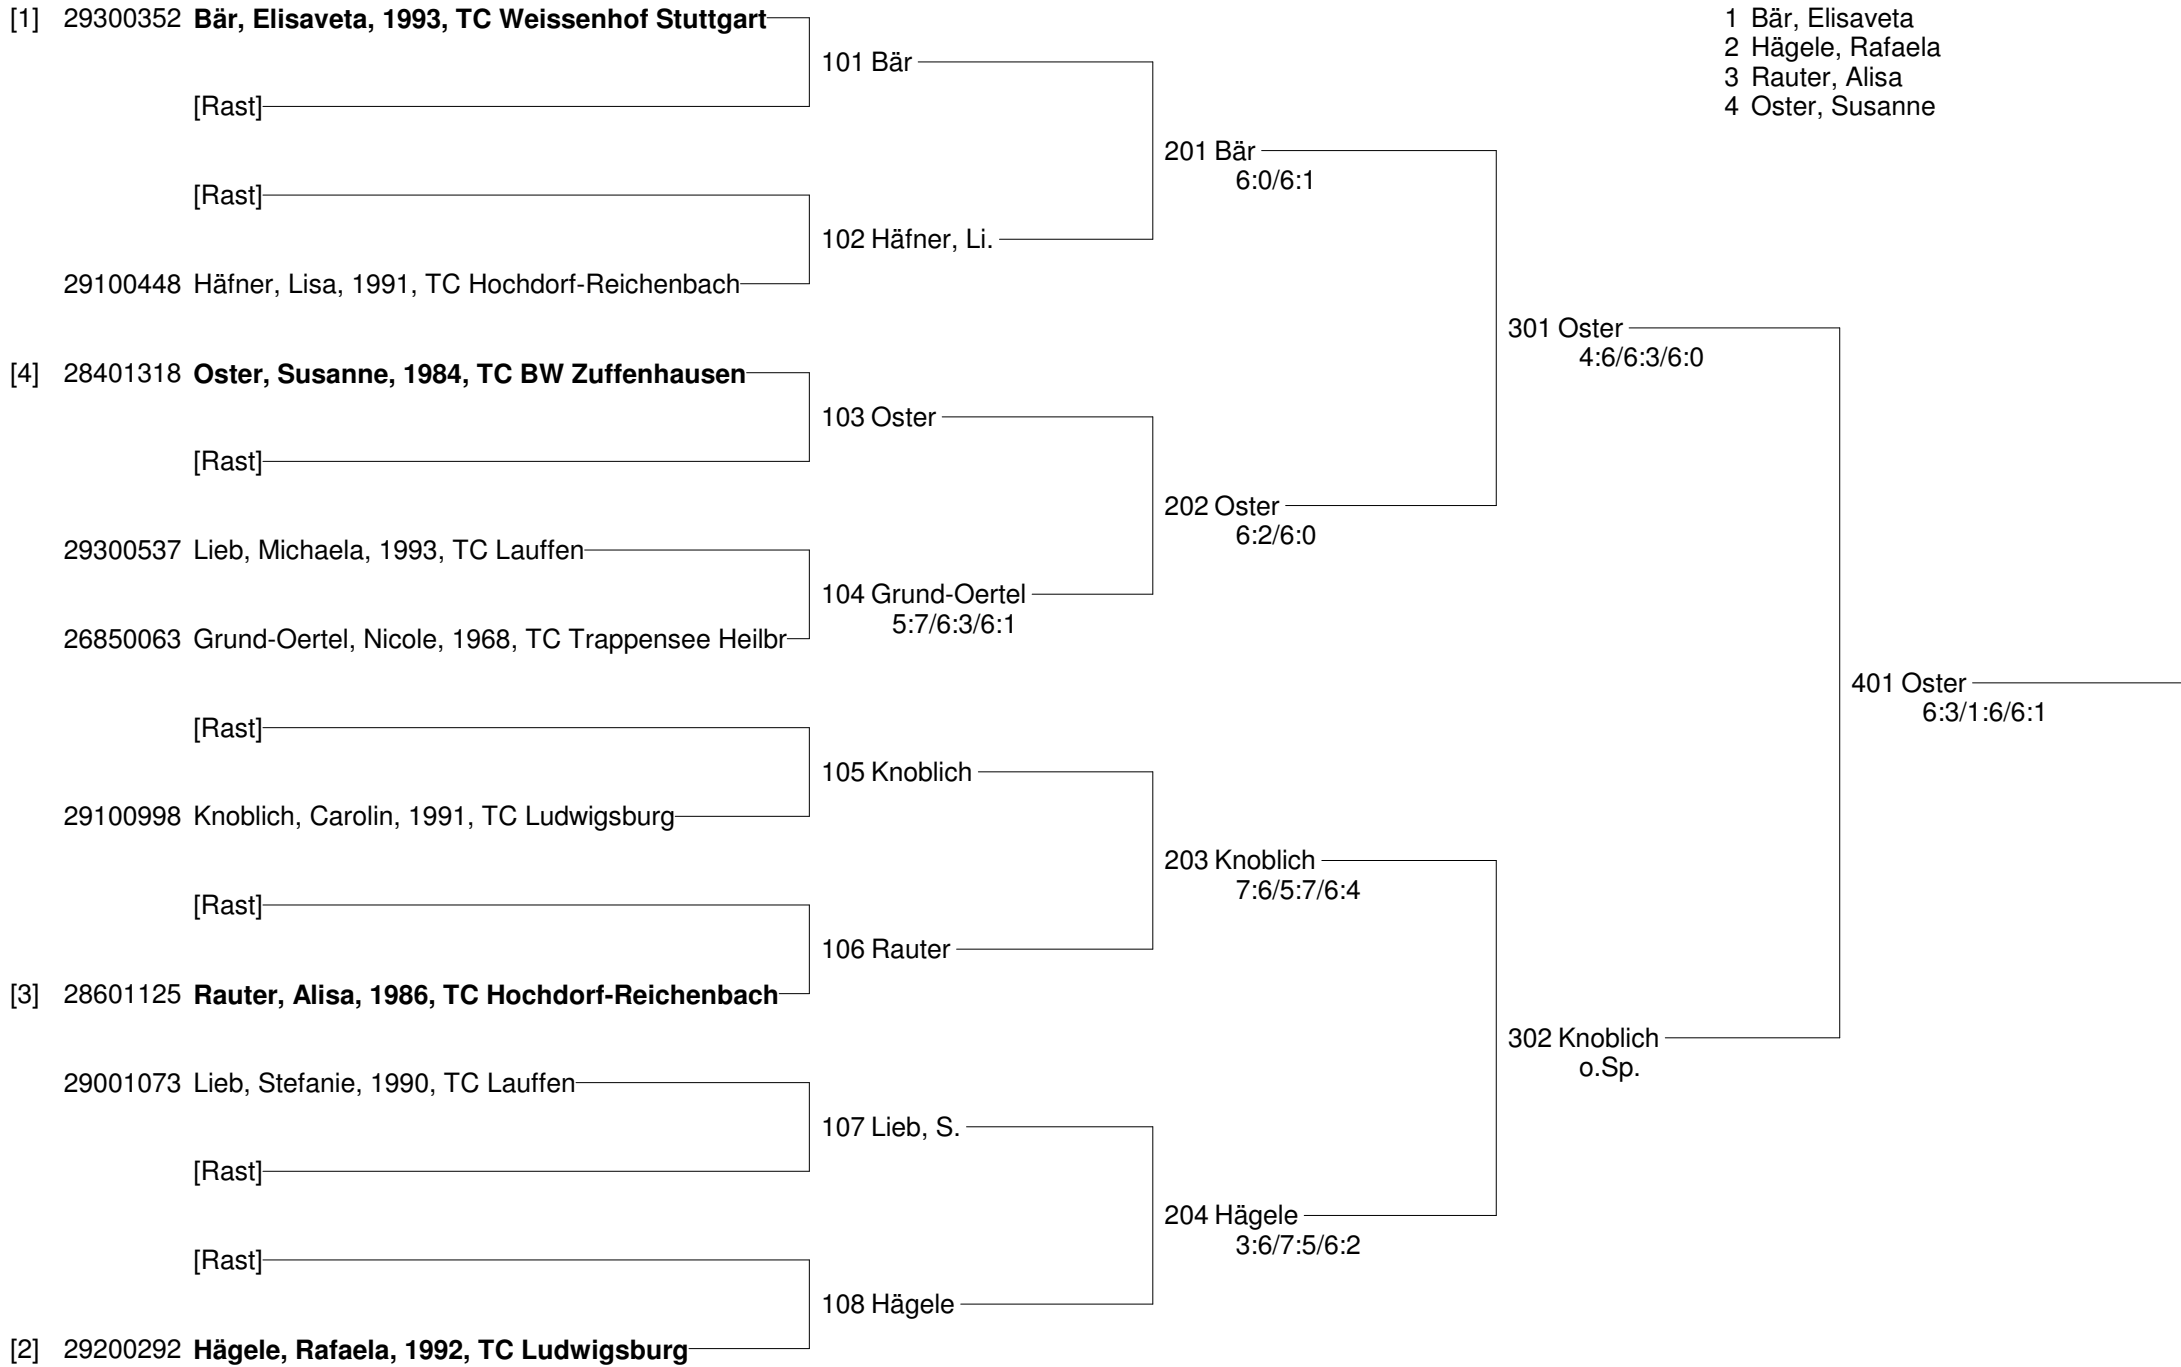 [1] 29300352 Bär, Elisaveta, 1993, TC Weissenhof Stuttgart
[Rast]
[Rast]
29100448 Häfner, Lisa, 1991, TC Hochdorf-Reichenbach
[4] 28401318 Oster, Susanne, 1984, TC BW Zuffenhausen
[Rast]
29300537 Lieb, Michaela, 1993, TC Lauffen
26850063 Grund-Oertel, Nicole, 1968, TC Trappensee Heilbr
[Rast]
29100998 Knoblich, Carolin, 1991, TC Ludwigsburg
[Rast]
[3] 28601125 Rauter, Alisa, 1986, TC Hochdorf-Reichenbach
29001073 Lieb, Stefanie, 1990, TC Lauffen
[Rast]
[Rast]
[2] 29200292 Hägele, Rafaela, 1992, TC Ludwigsburg
101 Bär
102 Häfner, Li.
103 Oster
104 Grund-Oertel
5:7/6:3/6:1
105 Knoblich
106 Rauter
107 Lieb, S.
108 Hägele
201 Bär
6:0/6:1
202 Oster
6:2/6:0
203 Knoblich
7:6/5:7/6:4
204 Hägele
3:6/7:5/6:2
301 Oster
4:6/6:3/6:0
302 Knoblich
o.Sp.
401 Oster
6:3/1:6/6:1
1 Bär, Elisaveta
2 Hägele, Rafaela
3 Rauter, Alisa
4 Oster, Susanne